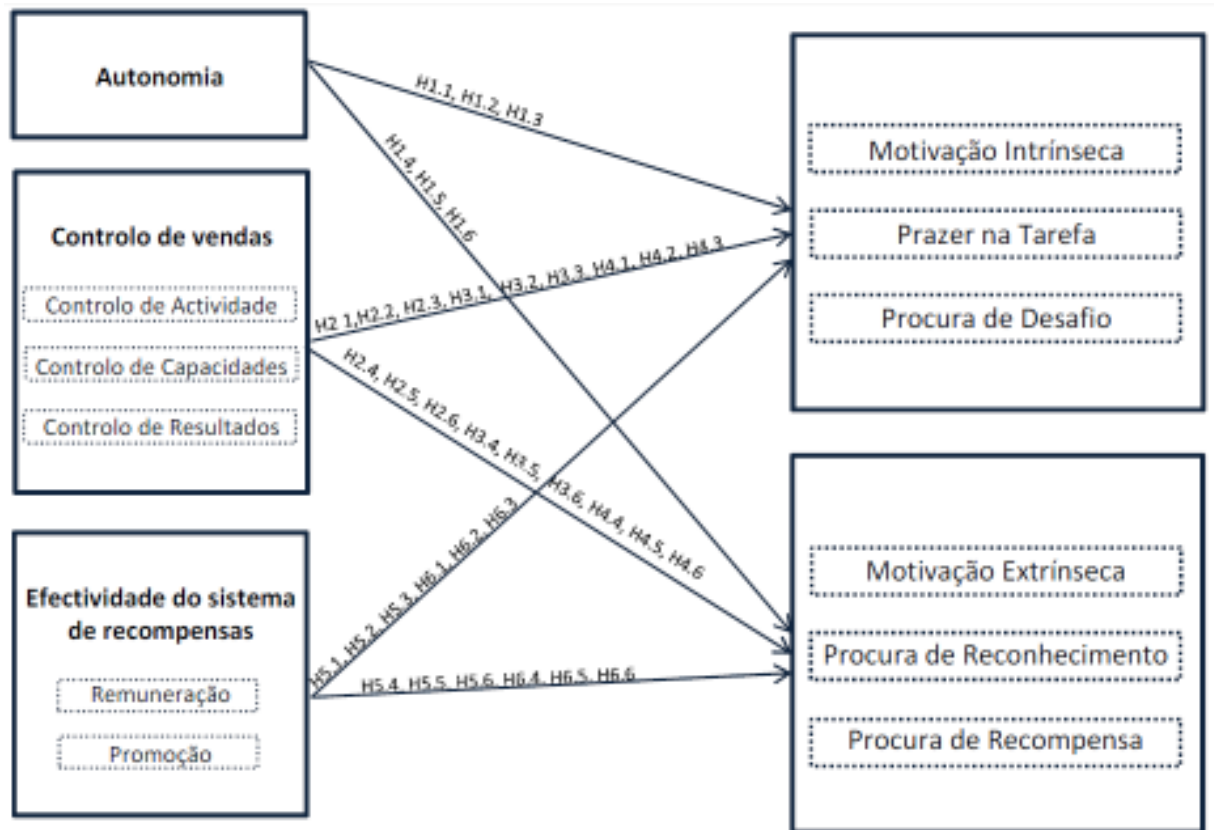 Autonomia
Controlo de vendas
Controlo de Actividade
Controlo de Capacidades
Controlo de Resultados
Efectividade do sistema
de recompensas
Remuneração
Promoção
H1.1, H1.2, H1.3
H1.4, H1.5, H1.6
H2 1,H2.2, H2.3, H3.1, H3.2, H3.3, H4.1, H4.2, H4.3
H2.4, H2.5, H2.6, H3.4, H3.5, H3.6, H4.4, H4.5, H4.6
H5.1, H5.2, H5.3, H6.1, H6.2, H6.3
H5.4, H5.5, H5.6, H6.4, H6.5, H6.6
Motivação Intrínseca
Prazer na Tarefa
Procura de Desafio
Motivação Extrínseca
Procura de Reconhecimento
Procura de Recompensa